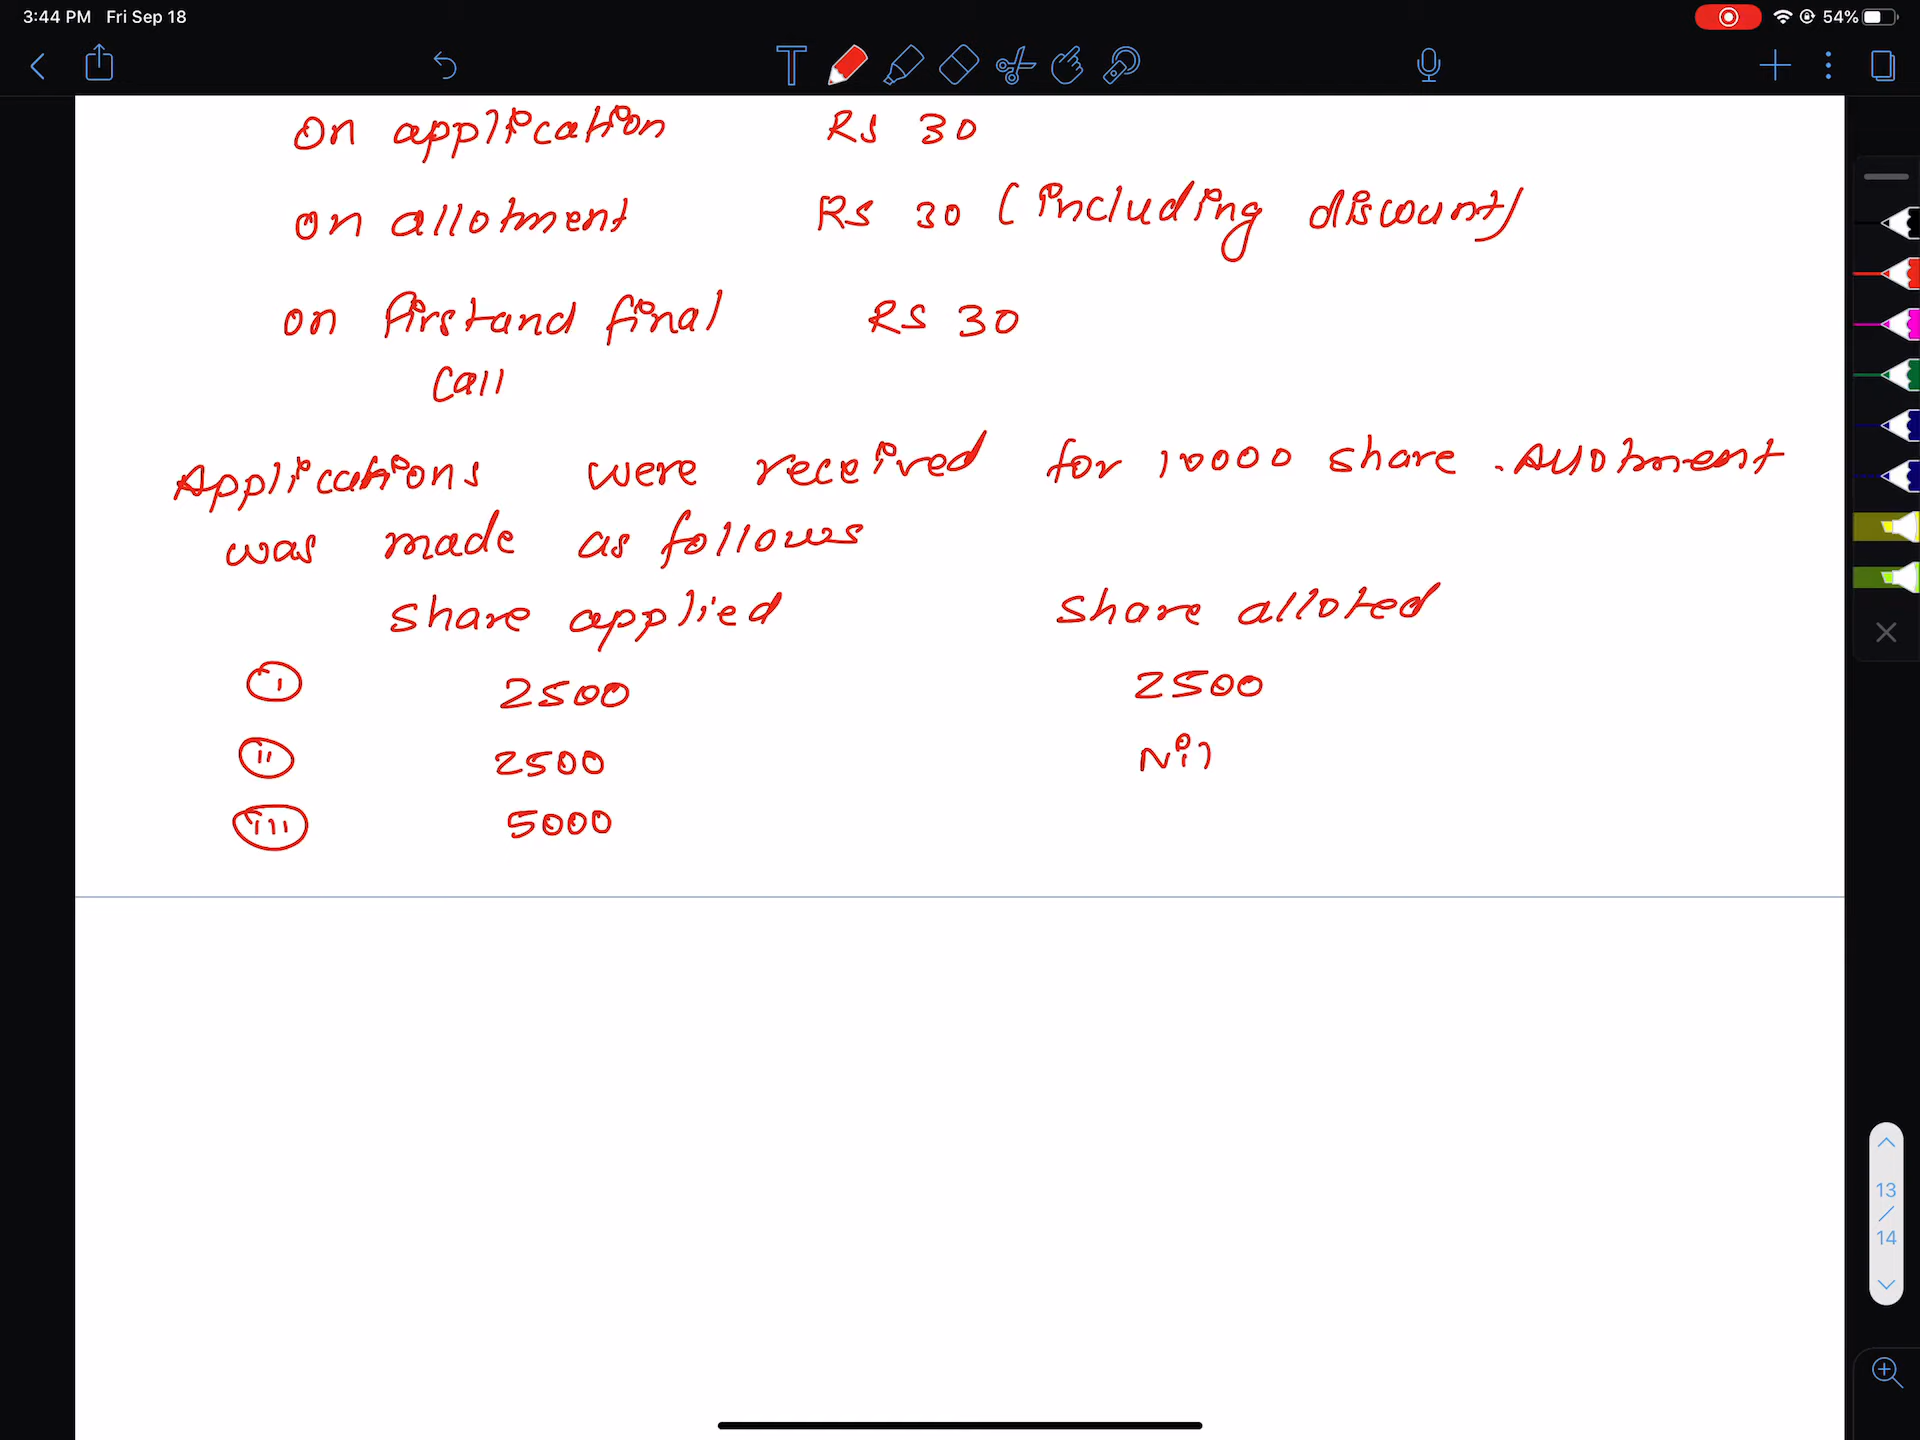 3:44 PM Fri Sep 18 54%
On application RS 30
on allotment RS 30 (including discount)
on first and final RS 30
Call
Applications were received for 10000 share . Allotment
was made as follows
share applied share alloted
i 2500 2500
ii 2500 Nil
iii 5000
13
/
14